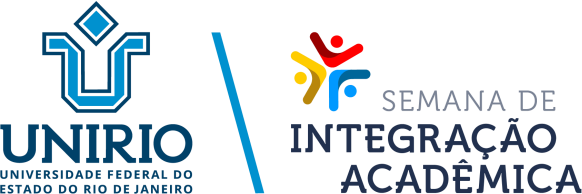 UNIRIO
UNIVERSIDADE FEDERAL DO
ESTADO DO RIO DE JANEIRO
SEMANA DE
INTEGRAÇÃO
ACADÊMICA